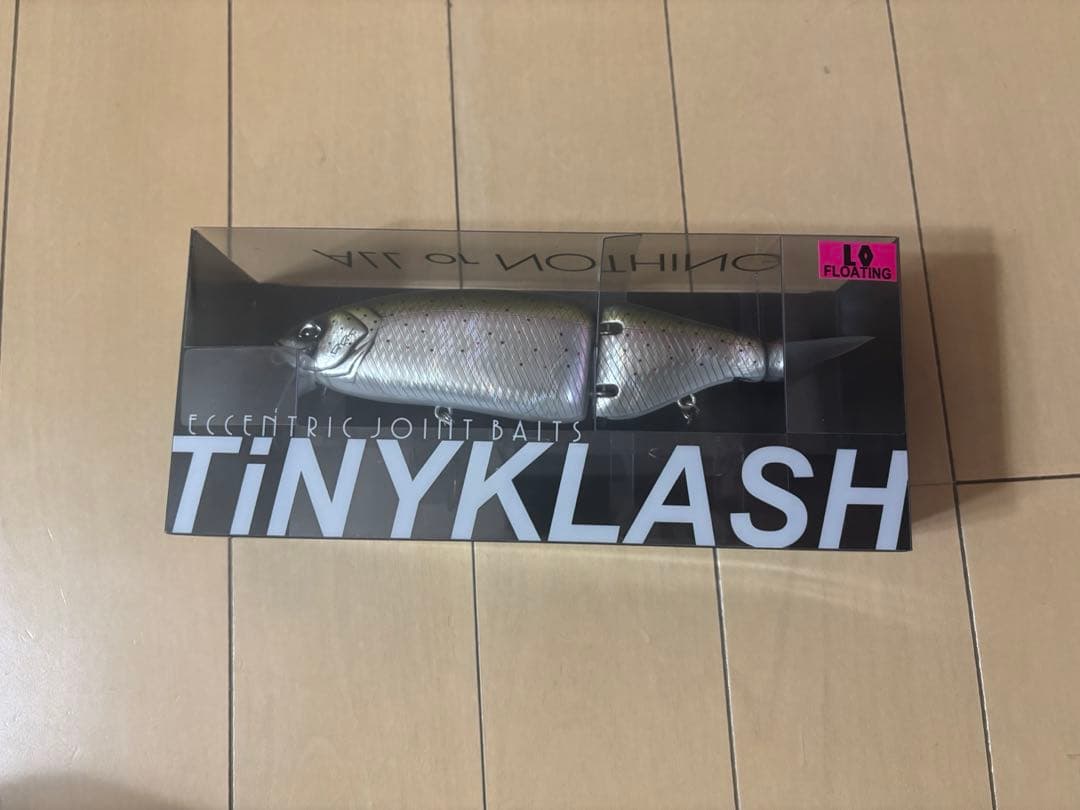 ALL or NOTHING
LO
FLOATING
ECCENTRIC JOINT BAITS
TiNYKLASH